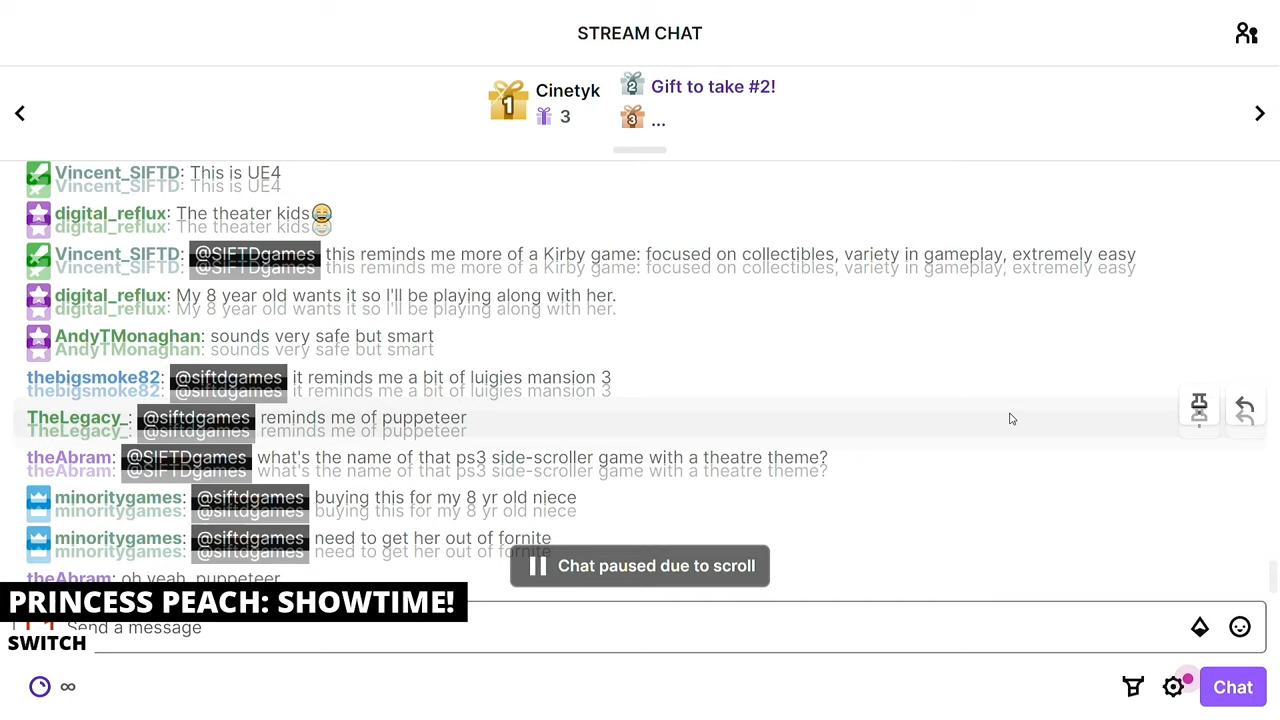 STREAM CHAT
1 Cinetyk
3
2 Gift to take #2!
3 ...
Vincent_SIFTD: This is UE4
digital_reflux: The theater kids😂
Vincent_SIFTD: @SIFTDgames this reminds me more of a Kirby game: focused on collectibles, variety in gameplay, extremely easy
digital_reflux: My 8 year old wants it so I'll be playing along with her.
AndyTMonaghan: sounds very safe but smart
thebigsmoke82: @siftdgames it reminds me a bit of luigies mansion 3
TheLegacy_: @siftdgames reminds me of puppeteer
theAbram: @SIFTDgames what's the name of that ps3 side-scroller game with a theatre theme?
minoritygames: @siftdgames buying this for my 8 yr old niece
minoritygames: @siftdgames need to get her out of fornite
Chat paused due to scroll
theAbram: oh yeah, puppeteer
PRINCESS PEACH: SHOWTIME!
Send a message
SWITCH
∞
Chat